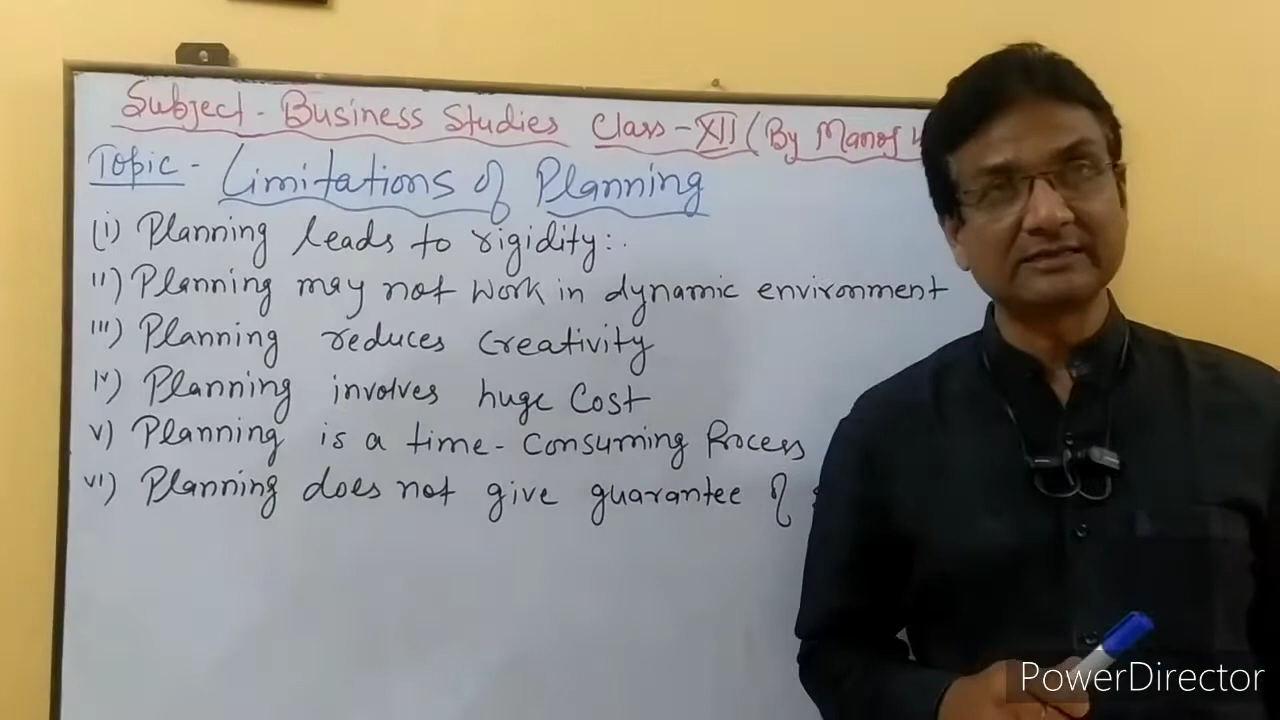 Subject - Business Studies Class - XII (By Manoj
Topic - Limitations of Planning
(i) Planning leads to rigidity:.
ii) Planning may not work in dynamic environment
iii) Planning reduces creativity
iv) Planning involves huge cost
v) Planning is a time - consuming Process
vi) Planning does not give guarantee of
PowerDirector